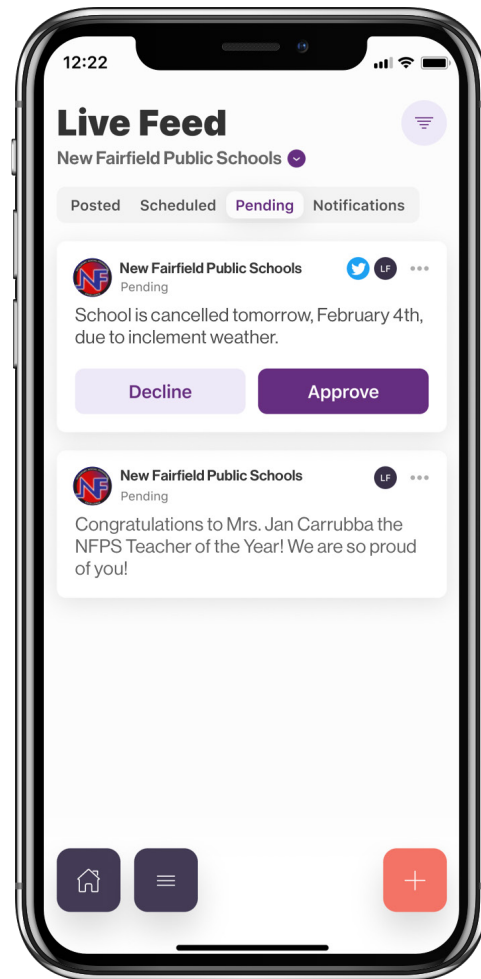 12:22
Live Feed
New Fairfield Public Schools
Posted Scheduled Pending Notifications
NF New Fairfield Public Schools LF
Pending
School is cancelled tomorrow, February 4th,
due to inclement weather.
Decline Approve
NF New Fairfield Public Schools LF
Pending
Congratulations to Mrs. Jan Carrubba the
NFPS Teacher of the Year! We are so proud
of you!